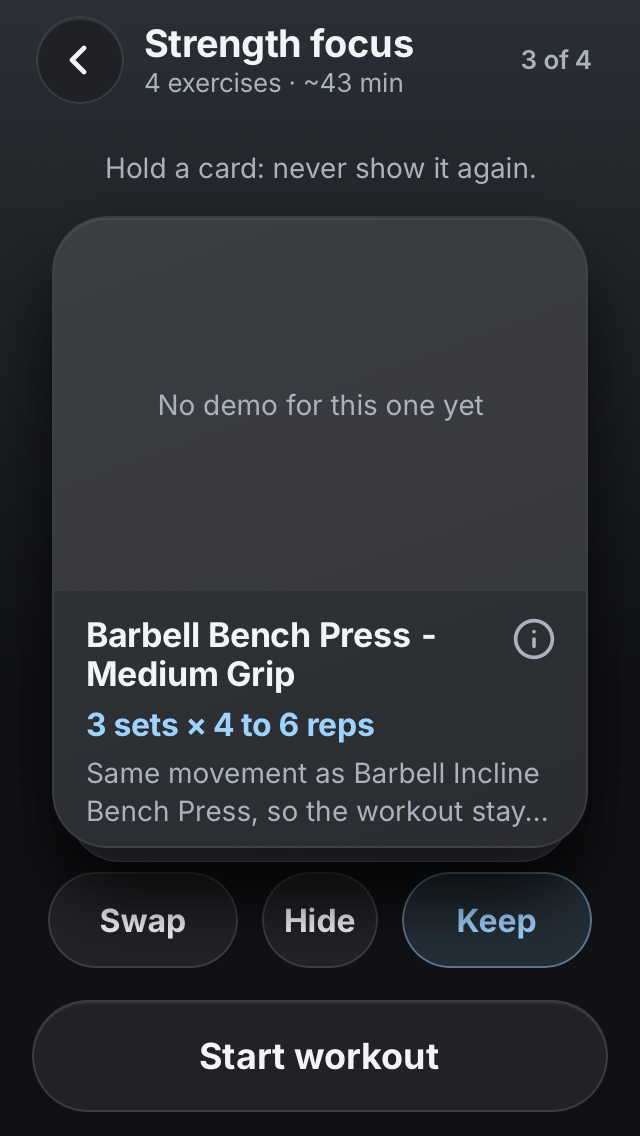 Strength focus
4 exercises · ~43 min
3 of 4
Hold a card: never show it again.
No demo for this one yet
Barbell Bench Press -
Medium Grip
3 sets × 4 to 6 reps
Same movement as Barbell Incline
Bench Press, so the workout stay...
Swap
Hide
Keep
Start workout